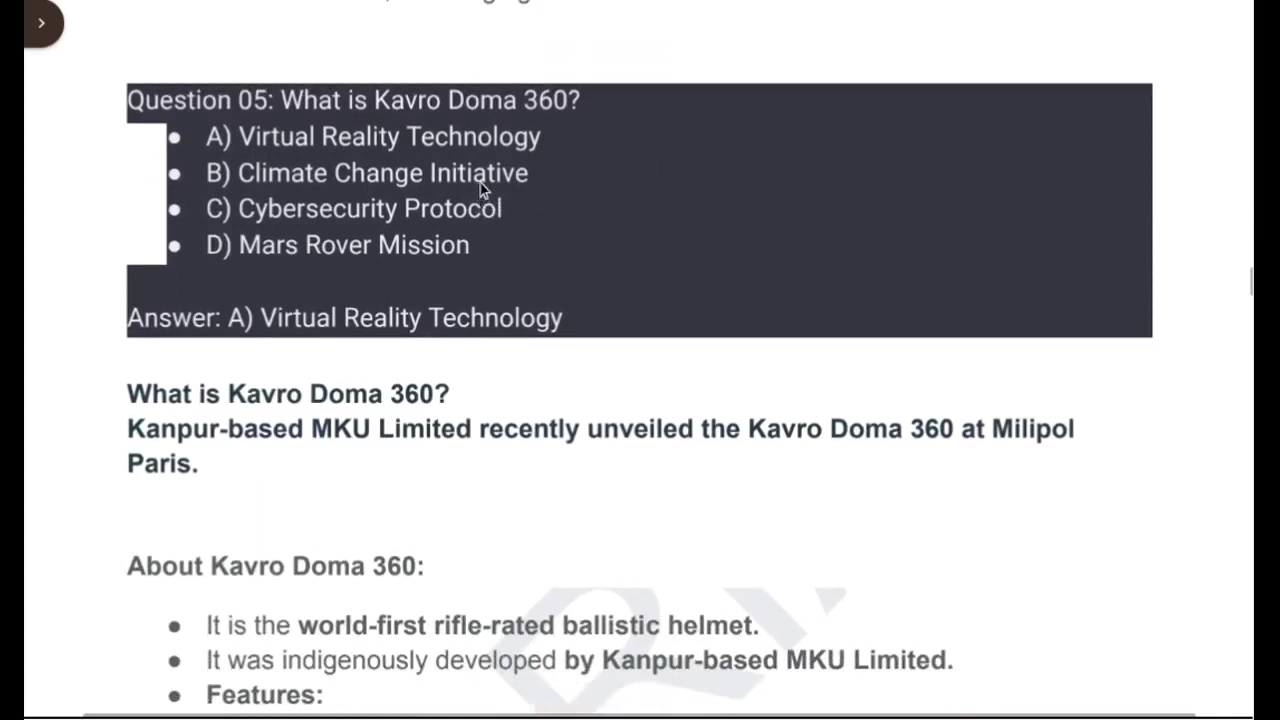 Question 05: What is Kavro Doma 360?
● A) Virtual Reality Technology
● B) Climate Change Initiative
● C) Cybersecurity Protocol
● D) Mars Rover Mission
Answer: A) Virtual Reality Technology
What is Kavro Doma 360?
Kanpur-based MKU Limited recently unveiled the Kavro Doma 360 at Milipol
Paris.
About Kavro Doma 360:
● It is the world-first rifle-rated ballistic helmet.
● It was indigenously developed by Kanpur-based MKU Limited.
● Features: